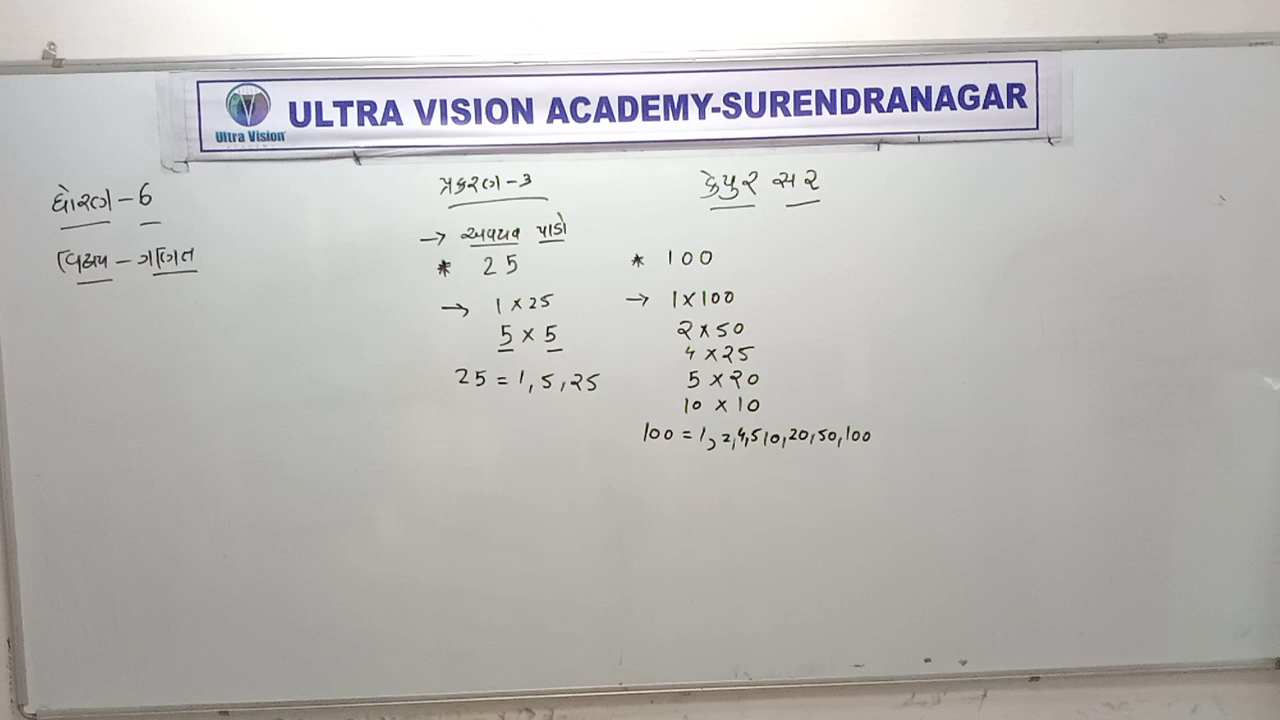 ULTRA VISION ACADEMY-SURENDRANAGAR
Ultra Vision
ધોરણ - 6
વિષય - ગણિત
પ્રકરણ-૩
→ અવયવ પાડો
* 25
→ 1 × 25
5 × 5
25 = 1, 5, 25
કેયુર સર
* 100
→ 1 × 100
2 × 50
4 × 25
5 × 20
10 × 10
100 = 1, 2, 4, 5 10, 20, 50, 100